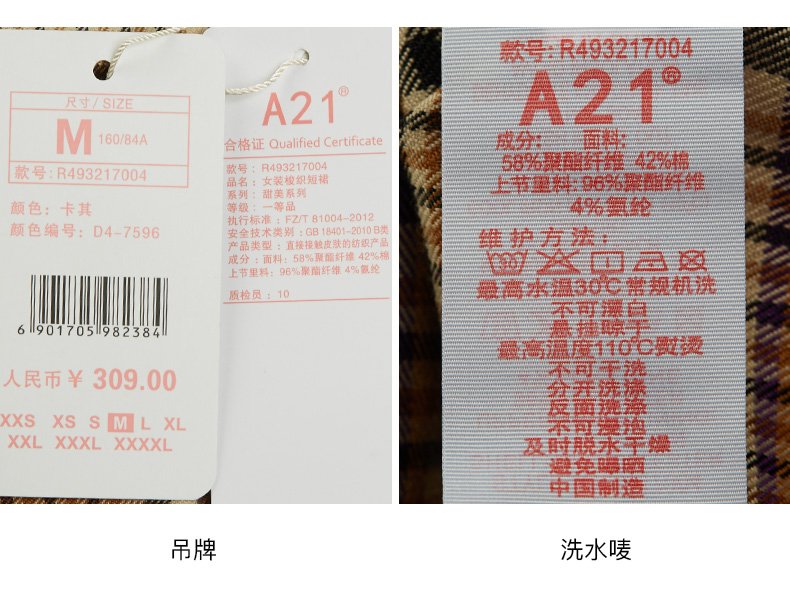 尺寸/SIZE
M 160/84A
款号:R493217004
颜色:卡其
颜色编号:D4-7596
6 901705 982384
人民币¥ 309.00
XXS XS S M L XL
XXL XXXL XXXXL
A21®
合格证 Qualified Certificate
款号:R493217004
品名:女装梭织短裙
系列:甜美系列
等级:一等品
执行标准:FZ/T 81004-2012
安全技术类别:GB 18401-2010 B类
产品类型:直接接触皮肤的纺织产品
成分:面料:58%聚酯纤维 42%棉
上节重料:96%聚酯纤维 4%氨纶
质检员:10
款号:R493217004
A21®
成分: 面料:
58%聚酯纤维 42%棉
上节重料:96%聚酯纤维
4%氨纶
维护方法:
最高水温30℃常规机洗
不可漂白
悬挂晾干
最高温度110℃熨烫
不可干洗
分开洗涤
反面洗涤
不可浸泡
及时脱水干燥
避免曝晒
中国制造
吊牌
洗水唛